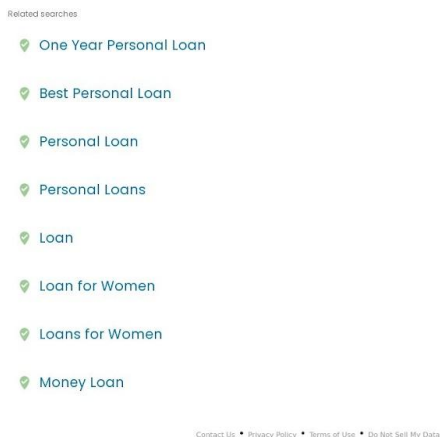 Related searches
One Year Personal Loan
Best Personal Loan
Personal Loan
Personal Loans
Loan
Loan for Women
Loans for Women
Money Loan
Contact Us • Privacy Policy • Terms of Use • Do Not Sell My Data